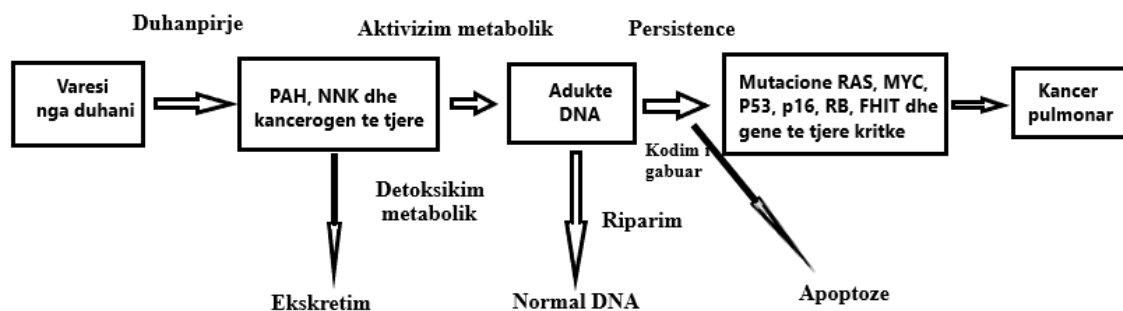 Duhanpirje
Aktivizim metabolik
Persistence
Varesi
nga duhani
PAH, NNK dhe
kancerogen te tjere
Adukte
DNA
Mutacione RAS, MYC,
P53, p16, RB, FHIT dhe
gene te tjere kritke
Kancer
pulmonar
Kodim i
gabuar
Detoksikim
metabolik
Riparim
Ekskretim
Normal DNA
Apoptoze